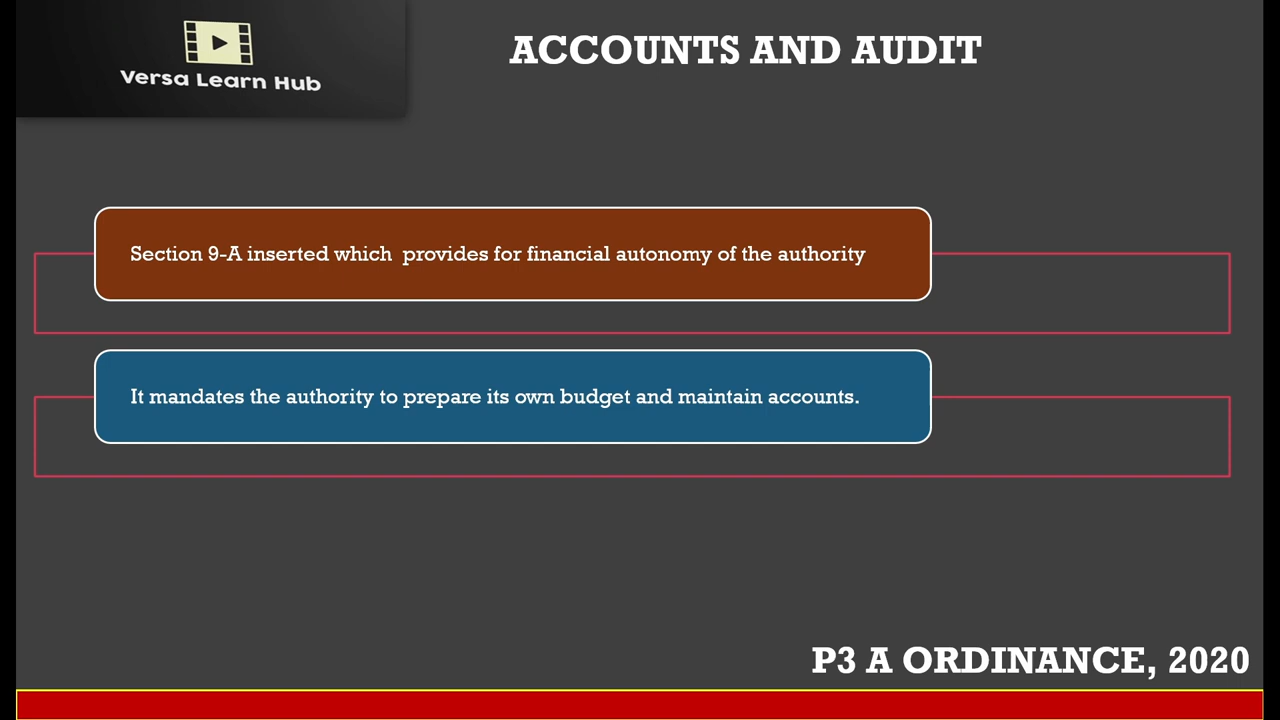 Versa Learn Hub
ACCOUNTS AND AUDIT
Section 9-A inserted which  provides for financial autonomy of the authority
It mandates the authority to prepare its own budget and maintain accounts.
P3 A ORDINANCE, 2020